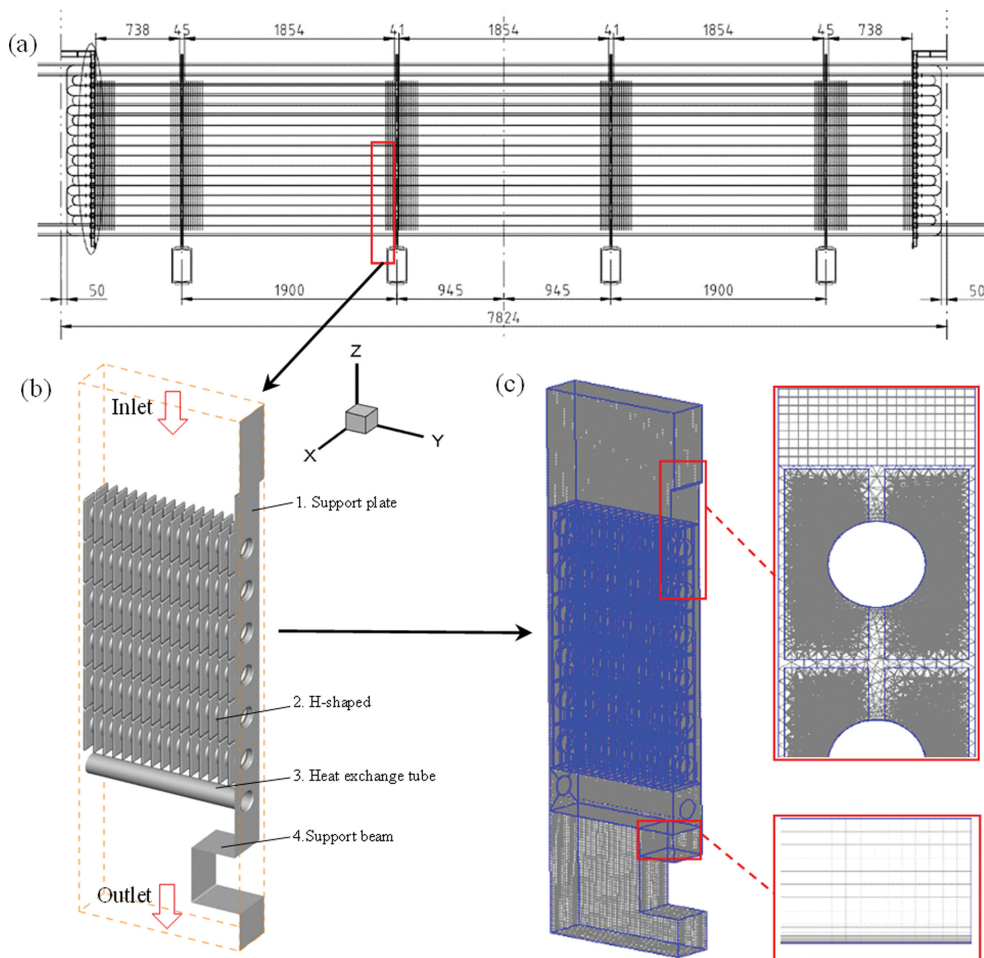 (a)
738 45 1854 41 1854 41 1854 45 738
50 1900 945 945 1900 50
7824
(b)
Inlet
Z
X
Y
(c)
1. Support plate
2. H-shaped
3. Heat exchange tube
4.Support beam
Outlet